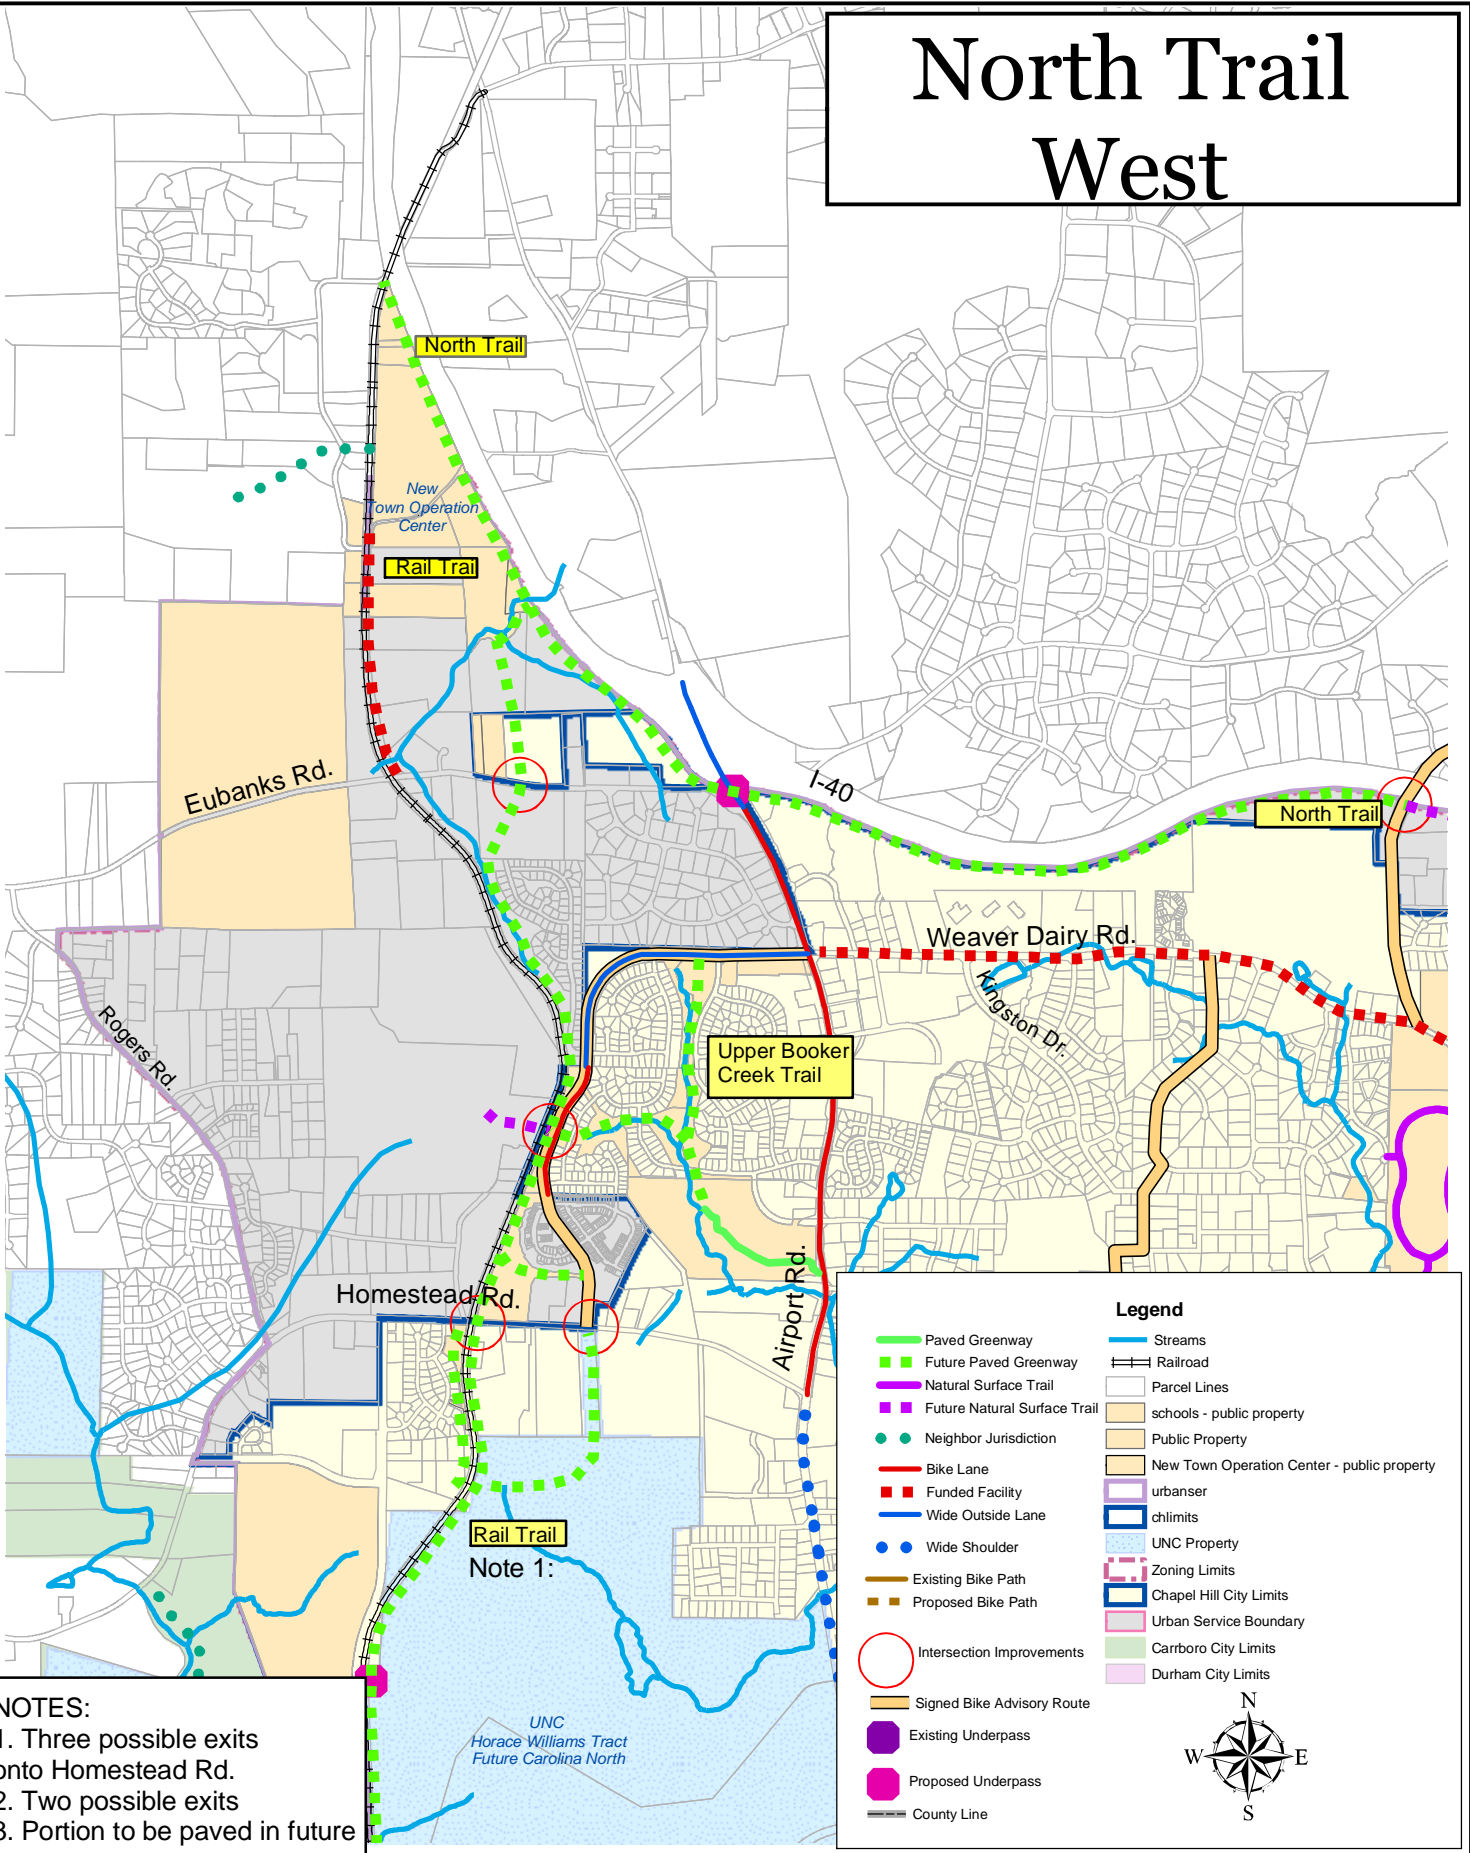 North Trail
West
North Trail
New
Town Operation
Center
Rail Trail
Eubanks Rd.
I-40
North Trail
Weaver Dairy Rd.
Kingston Dr.
Rogers Rd.
Upper Booker
Creek Trail
Homestead Rd.
Airport Rd.
Rail Trail
Note 1:
UNC
Horace Williams Tract
Future Carolina North
NOTES:
1. Three possible exits
onto Homestead Rd.
2. Two possible exits
3. Portion to be paved in future
Legend
Paved Greenway
Future Paved Greenway
Natural Surface Trail
Future Natural Surface Trail
Neighbor Jurisdiction
Bike Lane
Funded Facility
Wide Outside Lane
Wide Shoulder
Existing Bike Path
Proposed Bike Path
Intersection Improvements
Signed Bike Advisory Route
Existing Underpass
Proposed Underpass
County Line
Streams
Railroad
Parcel Lines
schools - public property
Public Property
New Town Operation Center - public property
urbanser
chlimits
UNC Property
Zoning Limits
Chapel Hill City Limits
Urban Service Boundary
Carrboro City Limits
Durham City Limits
N
W E
S